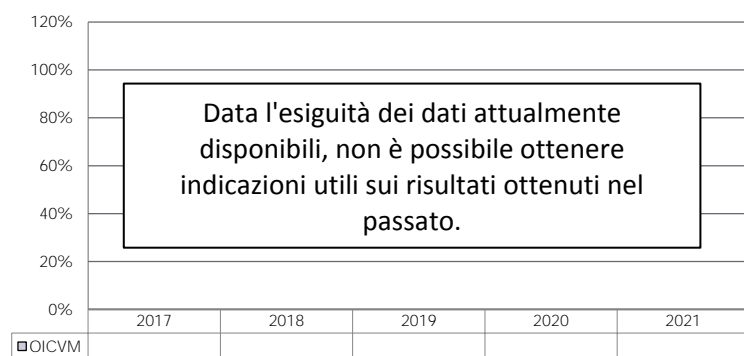 120%
100%
80%
60%
40%
20%
0%
Data l'esiguità dei dati attualmente
disponibili, non è possibile ottenere
indicazioni utili sui risultati ottenuti nel
passato.
2017 2018 2019 2020 2021
OICVM